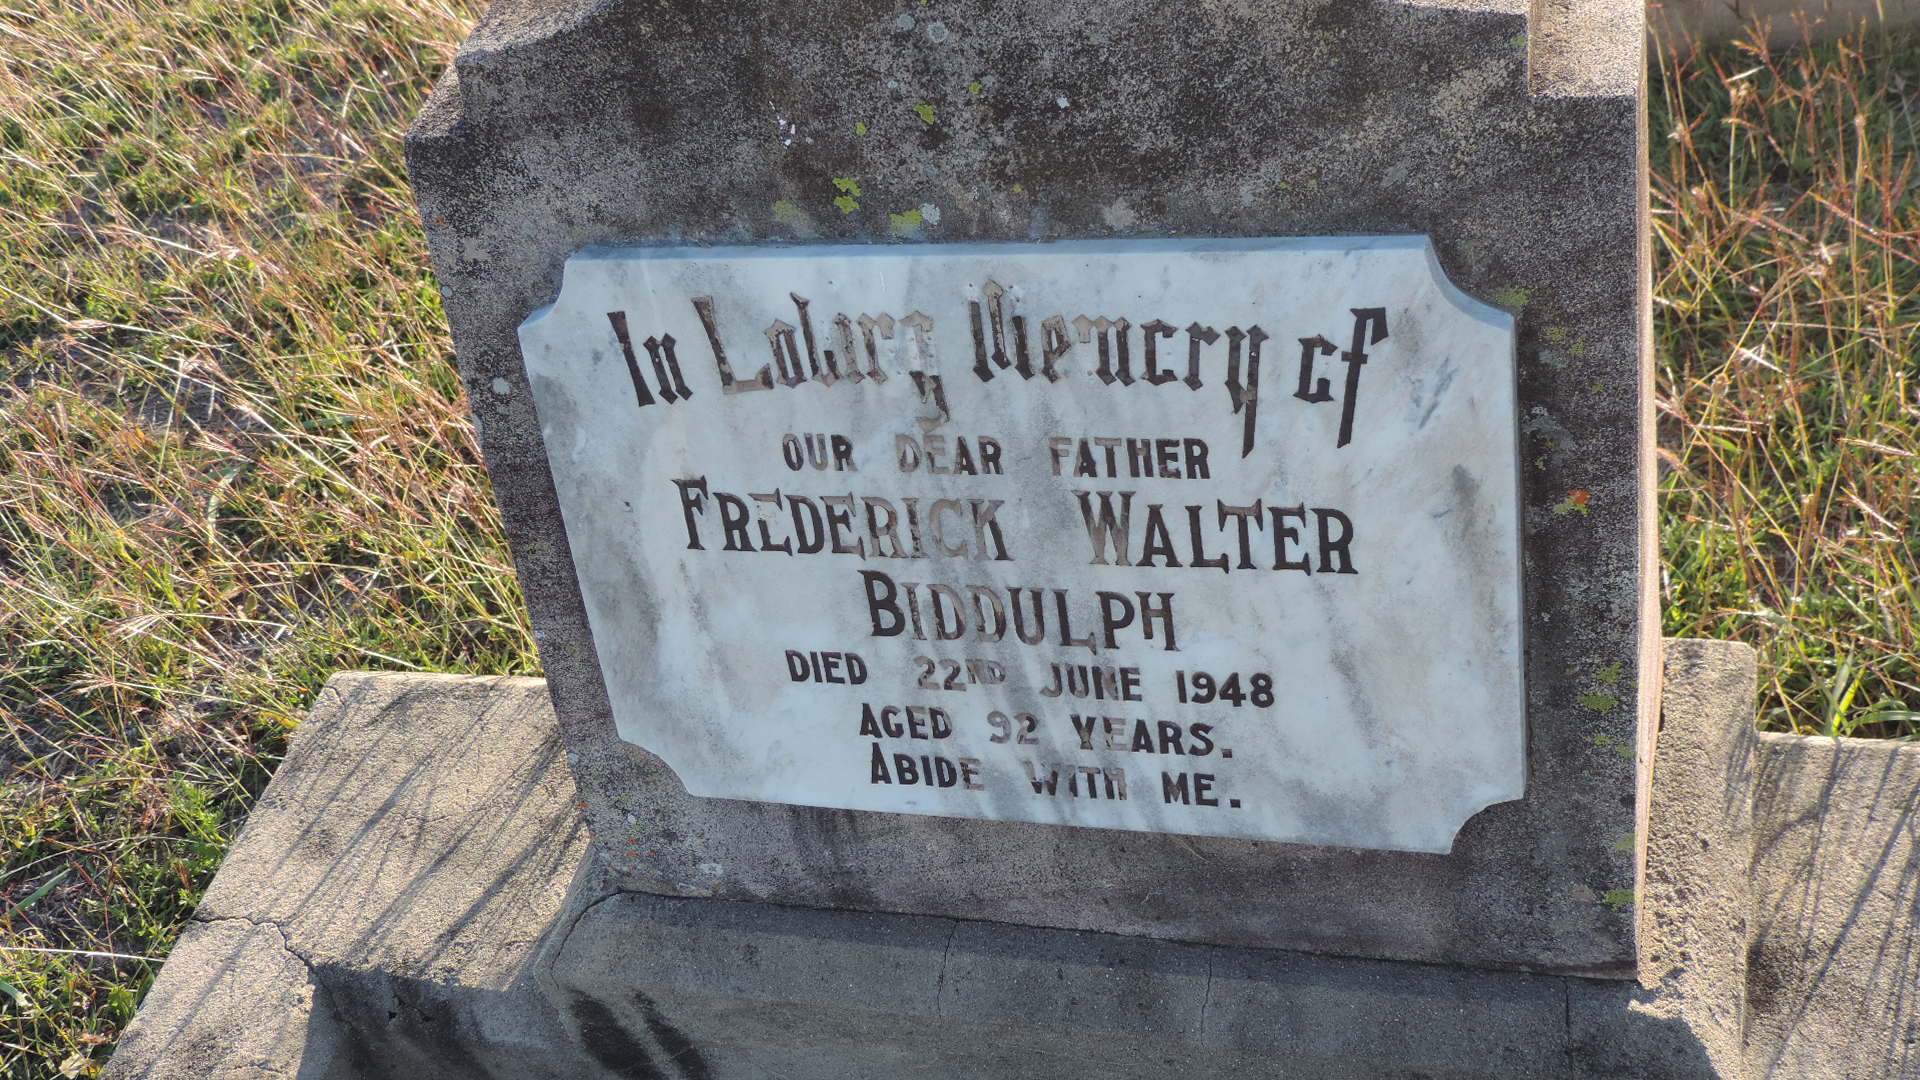 In Loving Memory of
OUR DEAR FATHER
FREDERICK WALTER
BIDDULPH
DIED 22ND JUNE 1948
AGED 92 YEARS.
ABIDE WITH ME.